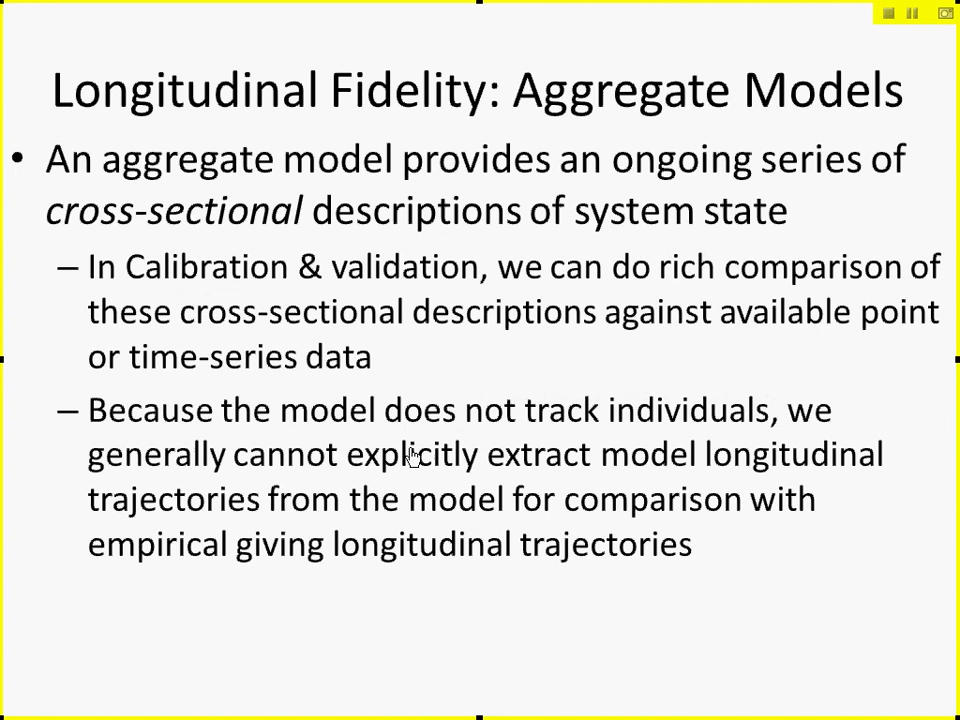 Longitudinal Fidelity: Aggregate Models
• An aggregate model provides an ongoing series of
cross-sectional descriptions of system state
– In Calibration & validation, we can do rich comparison of
these cross-sectional descriptions against available point
or time-series data
– Because the model does not track individuals, we
generally cannot explicitly extract model longitudinal
trajectories from the model for comparison with
empirical giving longitudinal trajectories